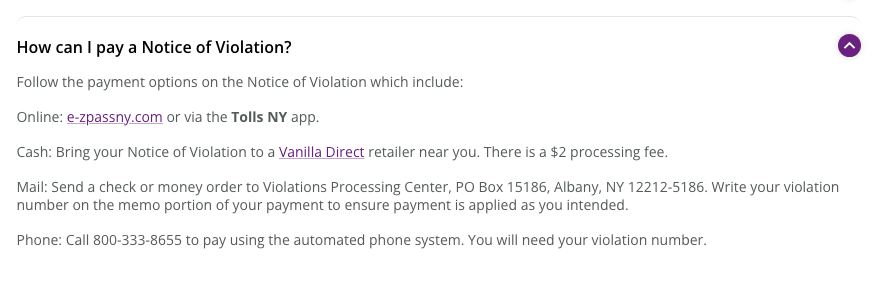 How can I pay a Notice of Violation?
Follow the payment options on the Notice of Violation which include:
Online: e-zpassny.com or via the Tolls NY app.
Cash: Bring your Notice of Violation to a Vanilla Direct retailer near you. There is a $2 processing fee.
Mail: Send a check or money order to Violations Processing Center, PO Box 15186, Albany, NY 12212-5186. Write your violation
number on the memo portion of your payment to ensure payment is applied as you intended.
Phone: Call 800-333-8655 to pay using the automated phone system. You will need your violation number.